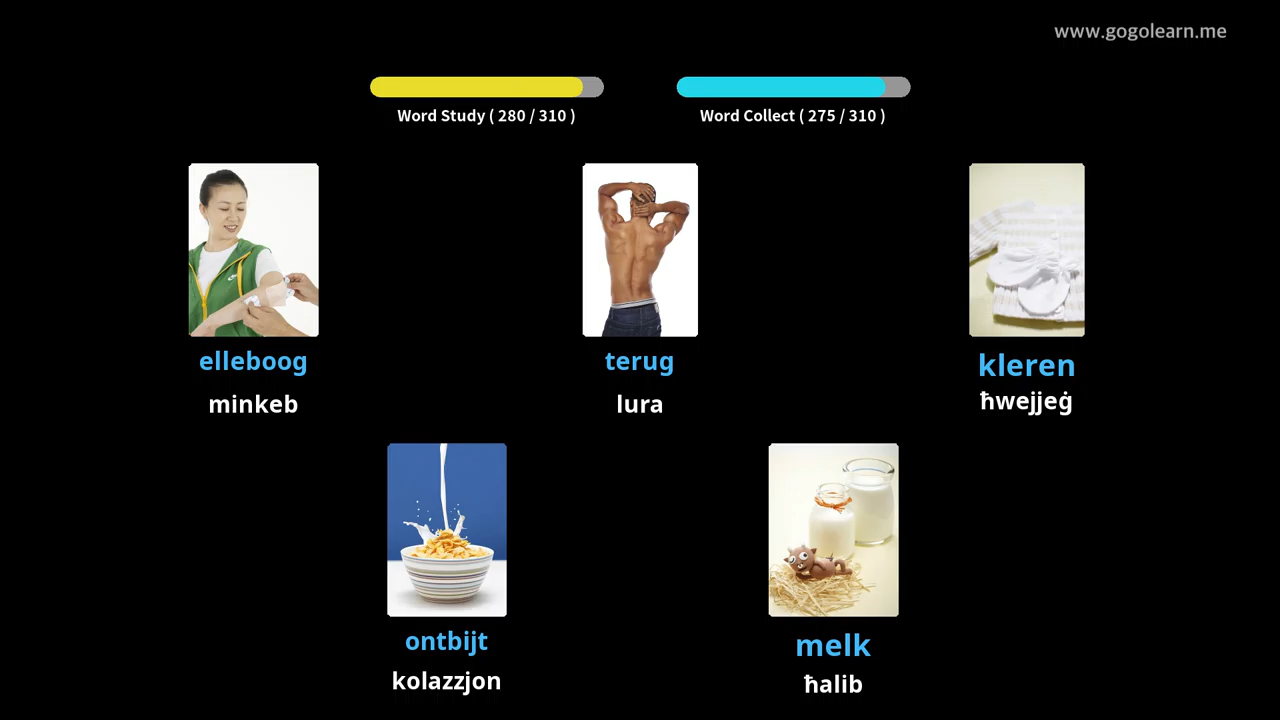 www.gogolearn.me
Word Study ( 280 / 310 )
Word Collect ( 275 / 310 )
elleboog
minkeb
terug
lura
kleren
ħwejjeġ
ontbijt
kolazzjon
melk
ħalib